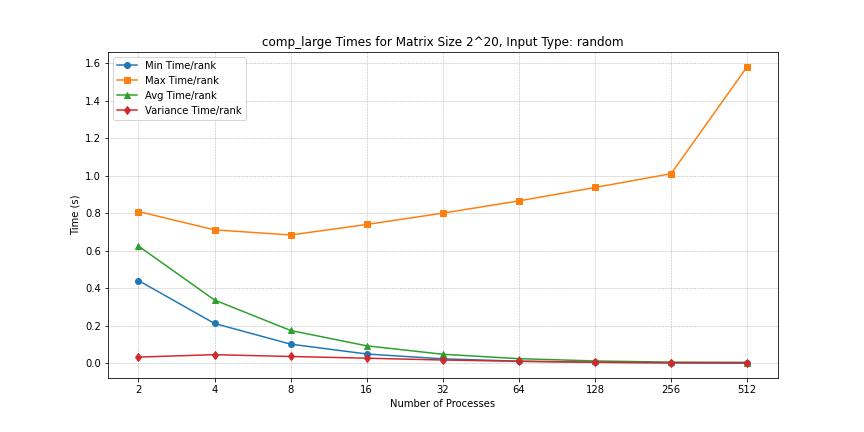 comp_large Times for Matrix Size 2^20, Input Type: random
Min Time/rank
Max Time/rank
Avg Time/rank
Variance Time/rank
Time (s)
1.6
1.4
1.2
1.0
0.8
0.6
0.4
0.2
0.0
2 4 8 16 32 64 128 256 512
Number of Processes